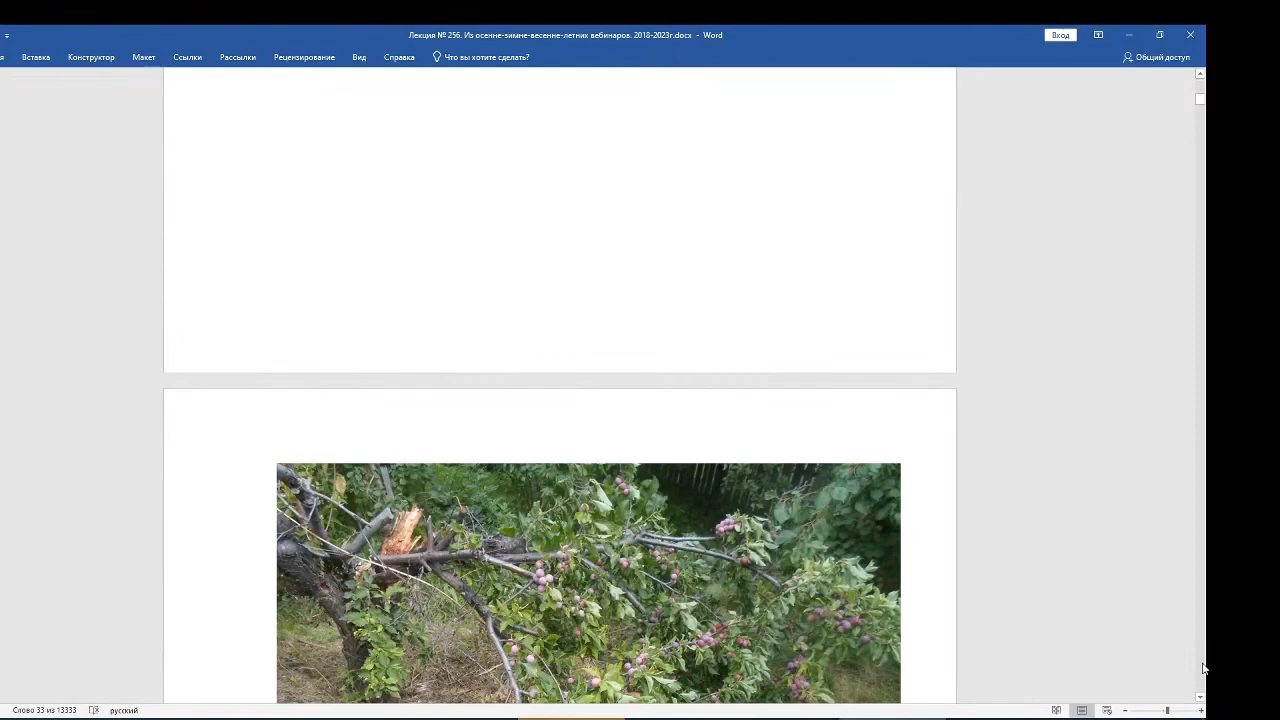 Лекция № 256. Из осенне-зимне-весенне-летних вебинаров. 2018-2023г.docx - Word
Вход
я Вставка Конструктор Макет Ссылки Рассылки Рецензирование Вид Справка Что вы хотите сделать? Общий доступ
Слово 33 из 13333 русский